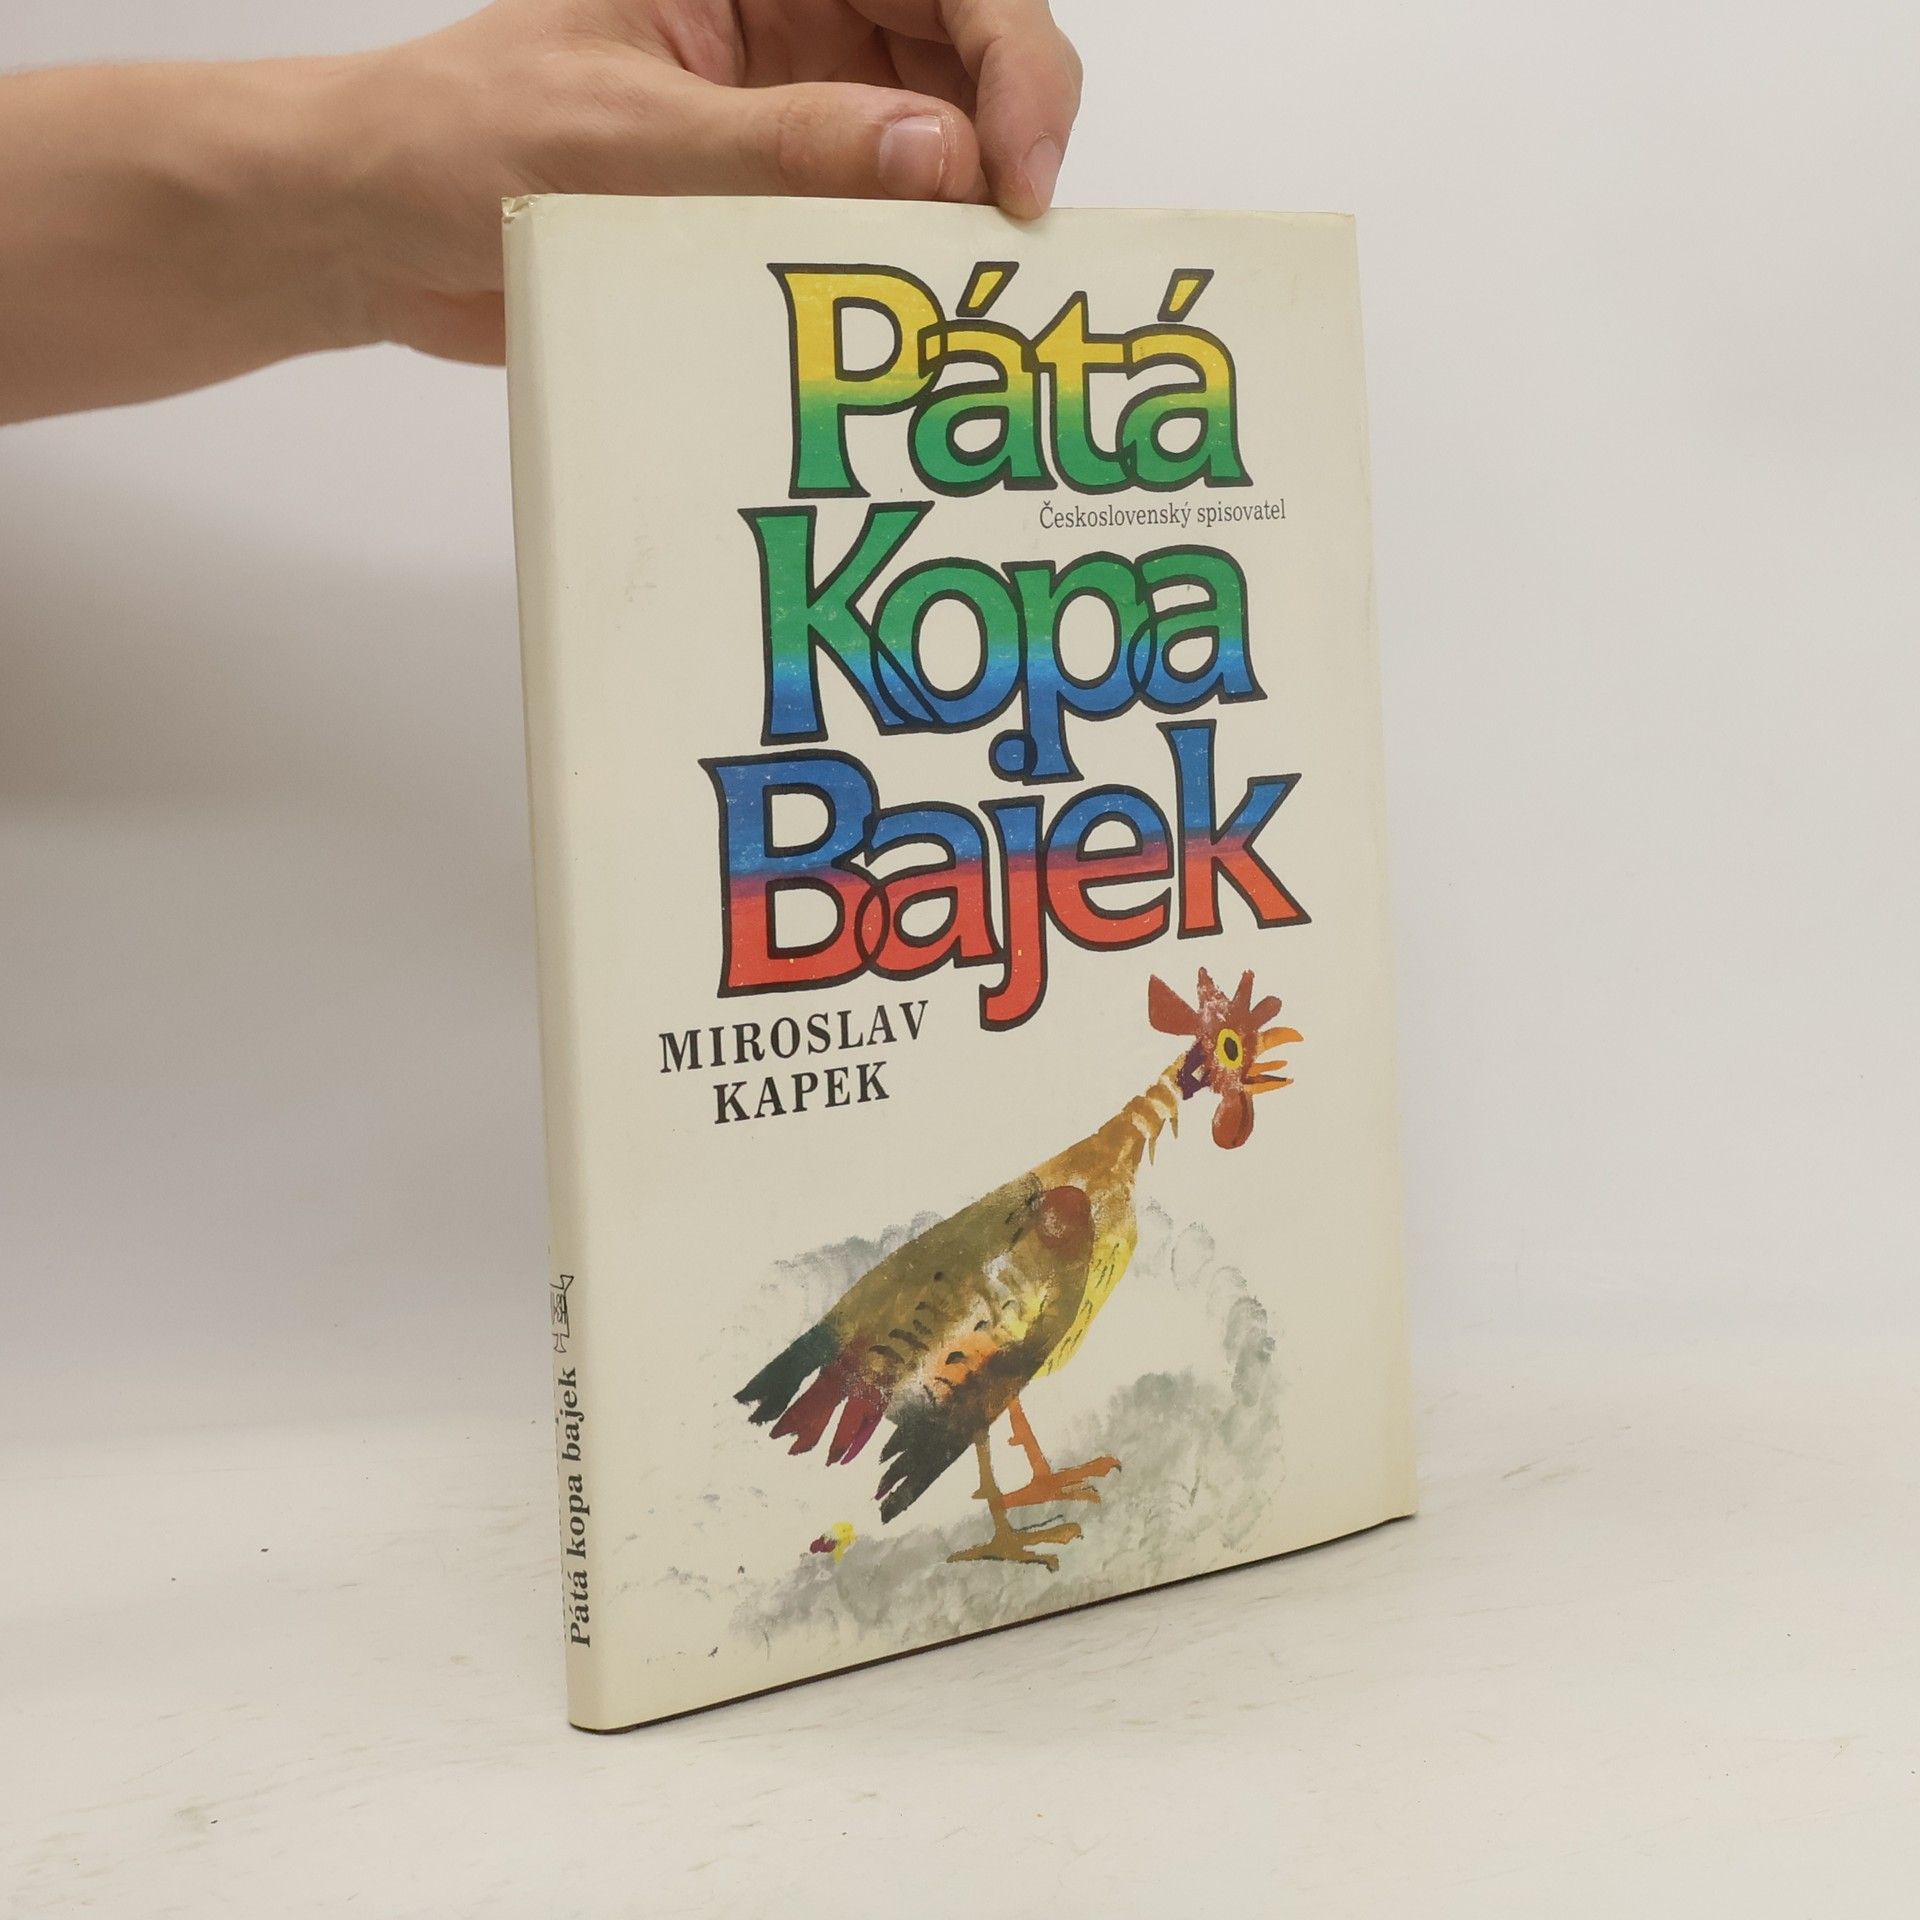 Pátá
Československý spisovatel
Kopa
Bajek
MIROSLAV
KAPEK
Pátá kopa bajek